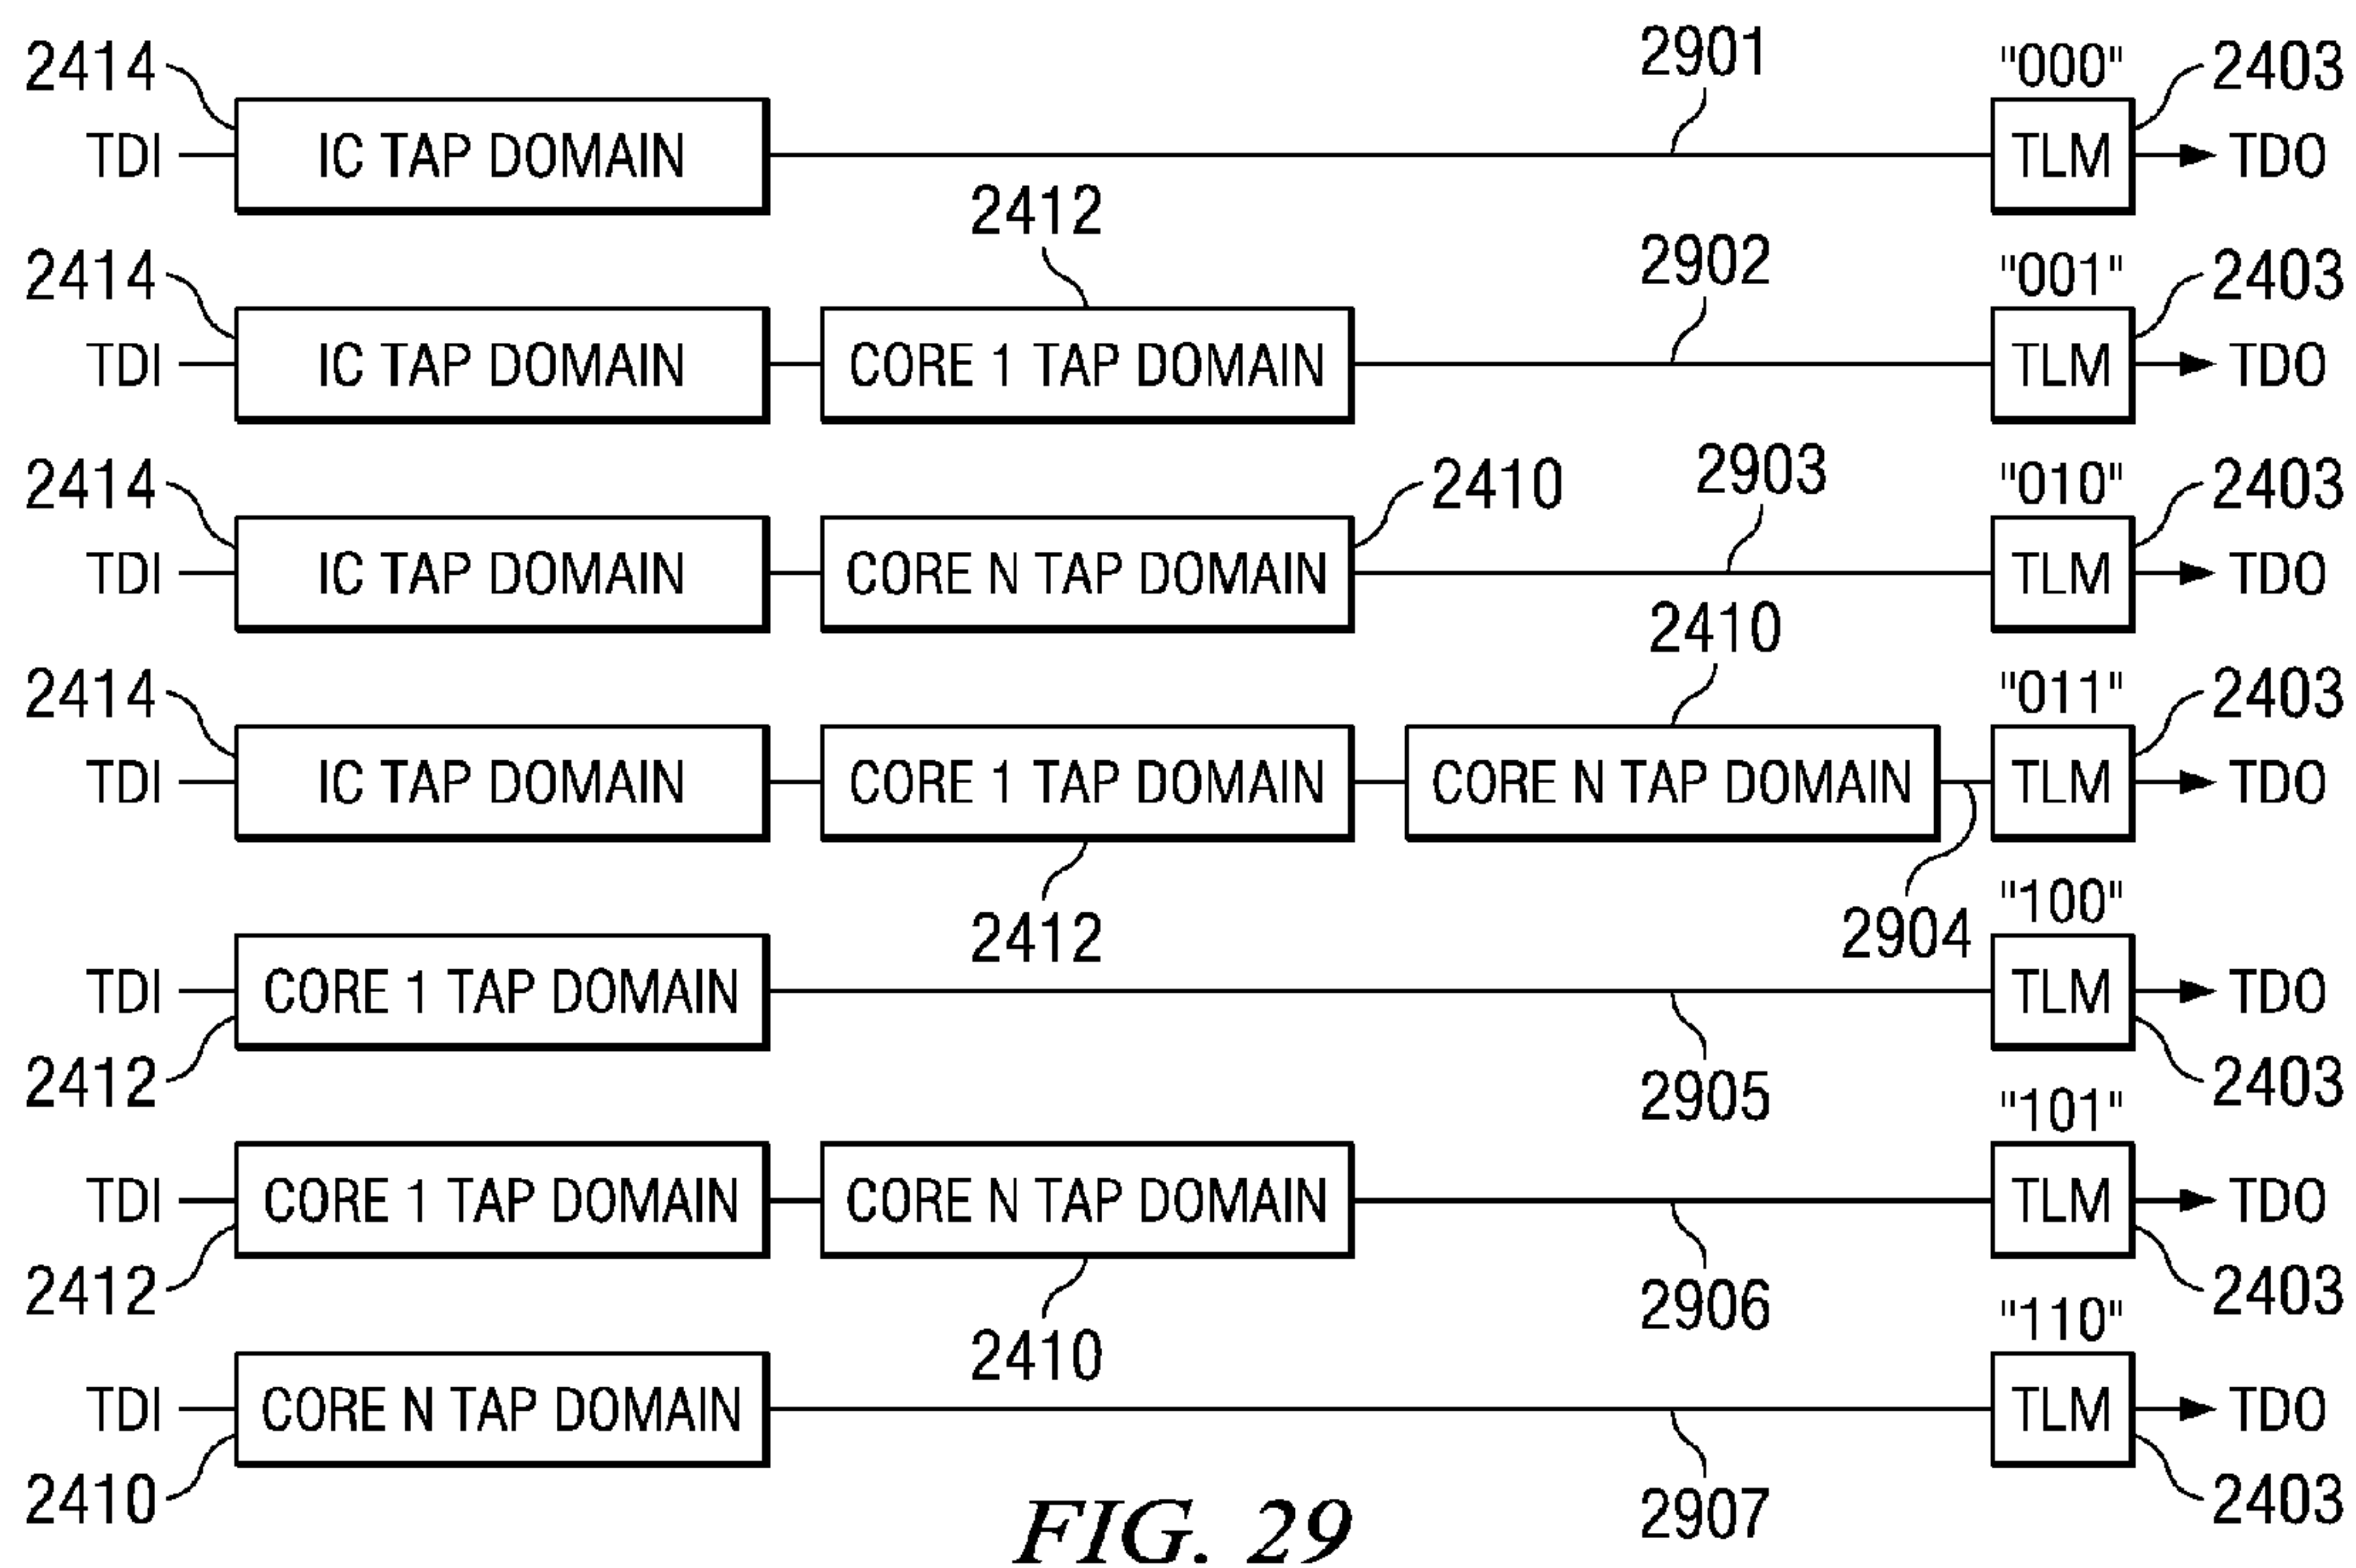 2901
2414 "000" 2403
TDI IC TAP DOMAIN TLM TDO
2412
2902
2414 "001" 2403
TDI IC TAP DOMAIN CORE 1 TAP DOMAIN TLM TDO
2414 2410 2903 "010" 2403
TDI IC TAP DOMAIN CORE N TAP DOMAIN TLM TDO
2410
2414 "011" 2403
TDI IC TAP DOMAIN CORE 1 TAP DOMAIN CORE N TAP DOMAIN TLM TDO
2412 2904 "100"
TDI CORE 1 TAP DOMAIN TLM TDO
2412 2905 2403
"101"
TDI CORE 1 TAP DOMAIN CORE N TAP DOMAIN TLM TDO
2412 2906 2403
2410 "110"
TDI CORE N TAP DOMAIN TLM TDO
2410 2907 2403
FIG. 29